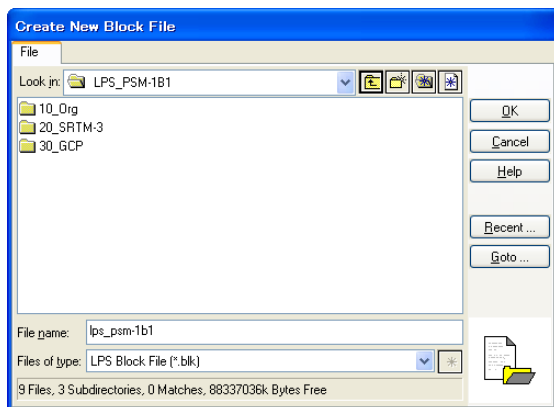 Create New Block File
File
Look in: LPS_PSM-1B1
10_Org
20_SRTM-3
30_GCP
OK
Cancel
Help
Recent ...
Goto ...
File name: lps_psm-1b1
Files of type: LPS Block File (*.blk)
9 Files, 3 Subdirectories, 0 Matches, 88337036k Bytes Free